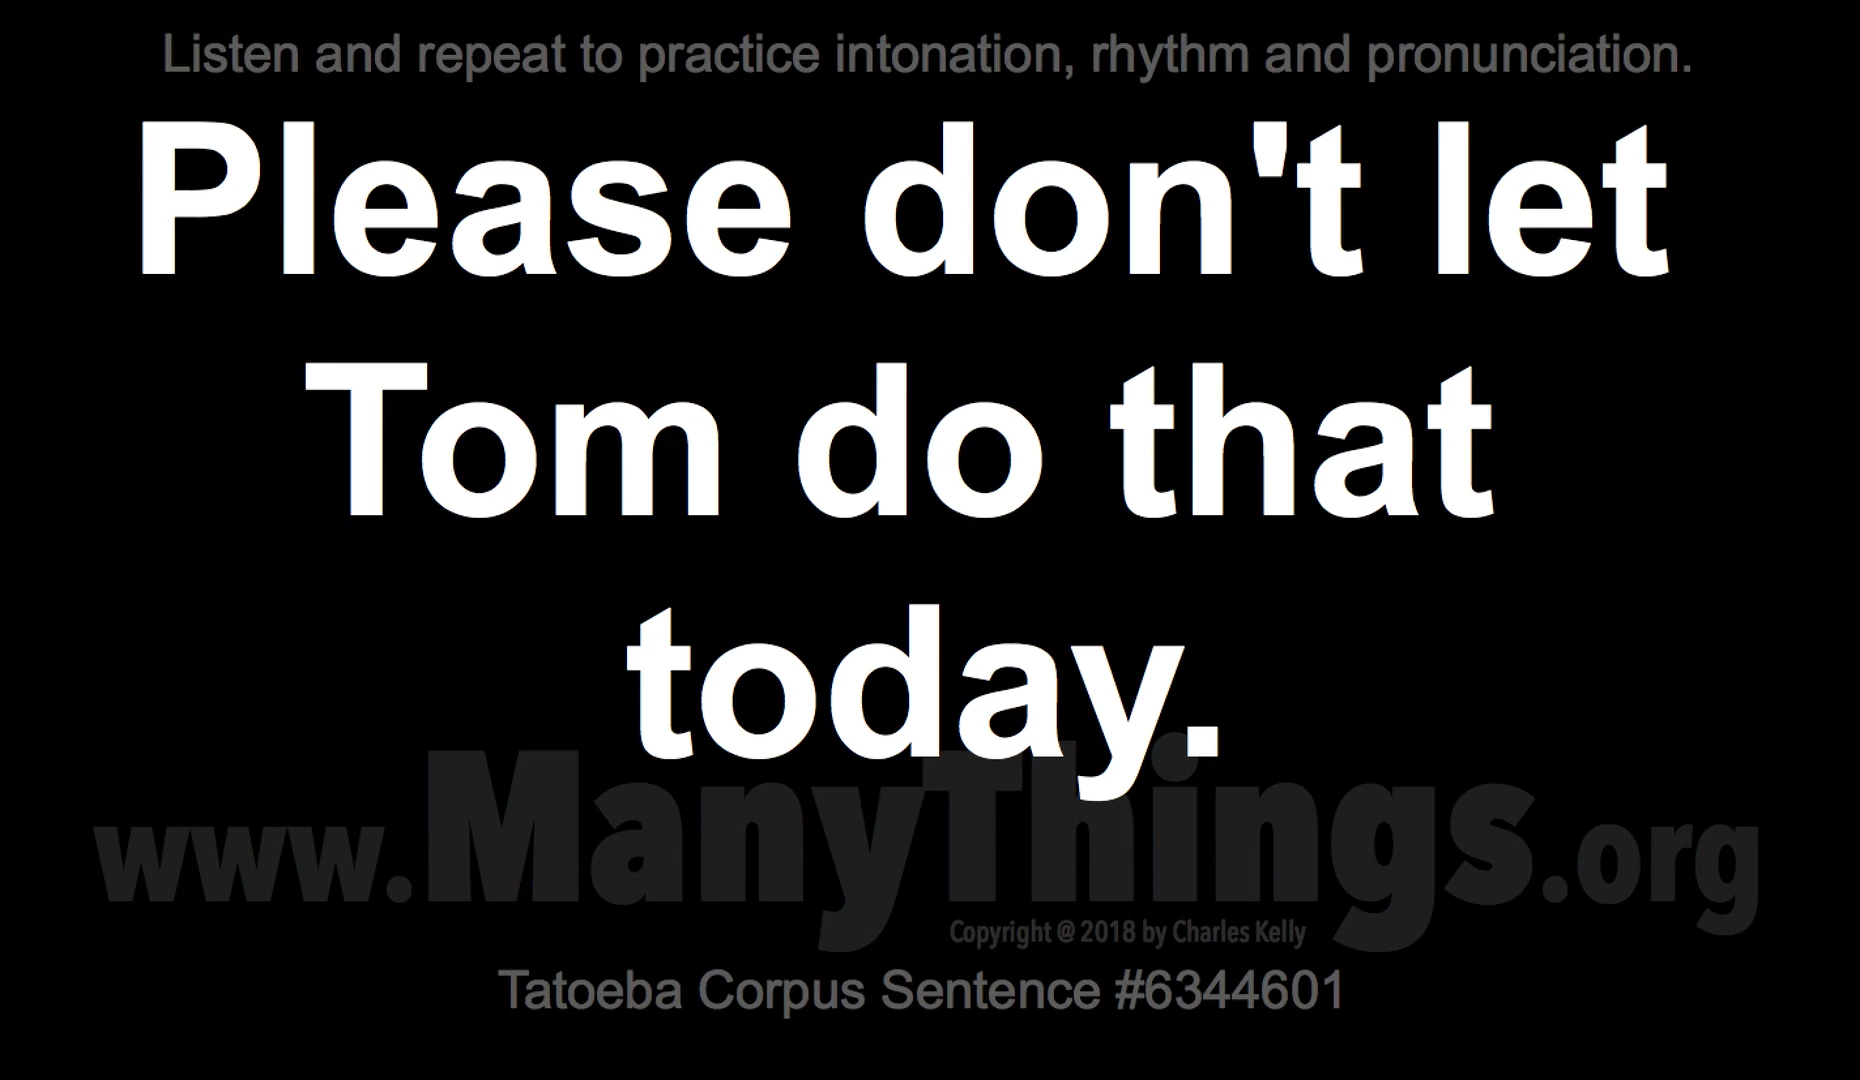 Listen and repeat to practice intonation, rhythm and pronunciation.
Please don't let
Tom do that
today.
www.ManyThings.org
Copyright @ 2018 by Charles Kelly
Tatoeba Corpus Sentence #6344601